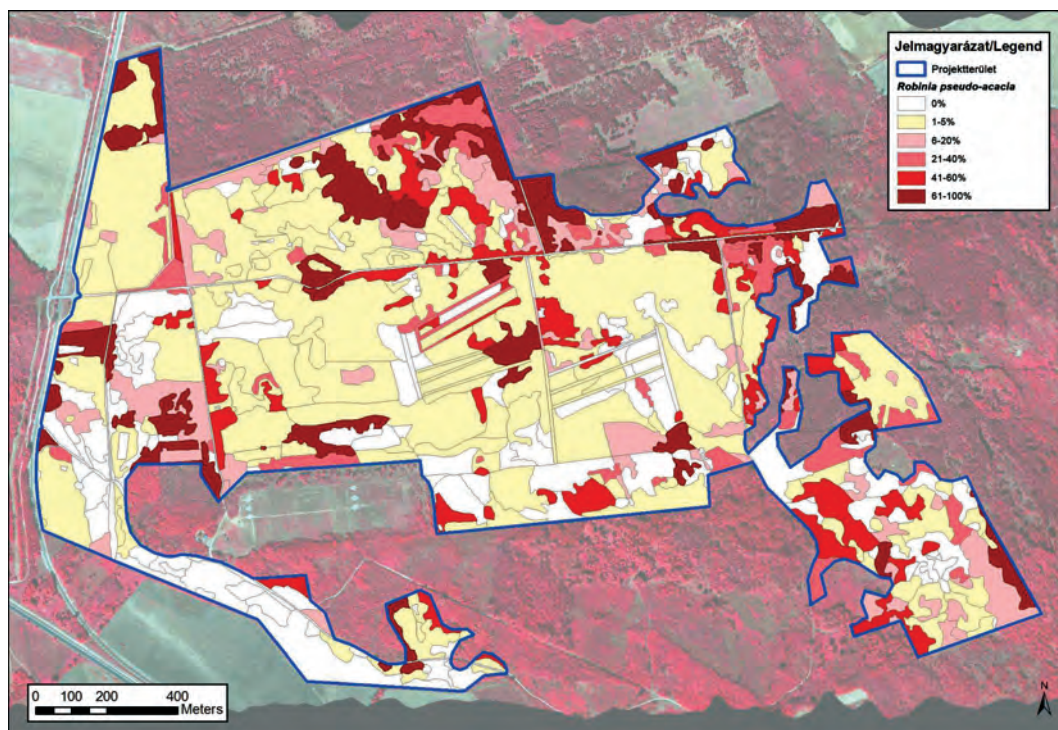 Jelmagyarázat/Legend
Projektterület
Robinia pseudo-acacia
0%
1-5%
6-20%
21-40%
41-60%
61-100%
0 100 200 400
Meters
N